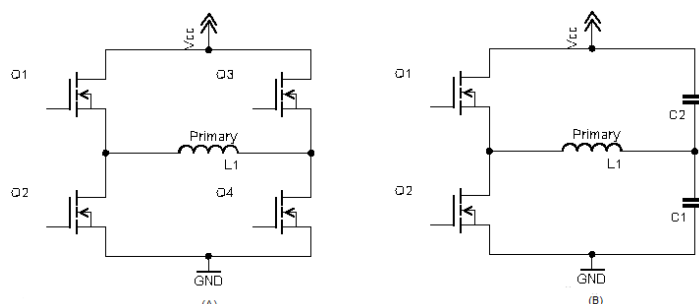 Vcc
Q1
Q3
Primary
L1
Q2
Q4
GND
(A)
Vcc
Q1
C2
Primary
L1
Q2
C1
GND
(B)